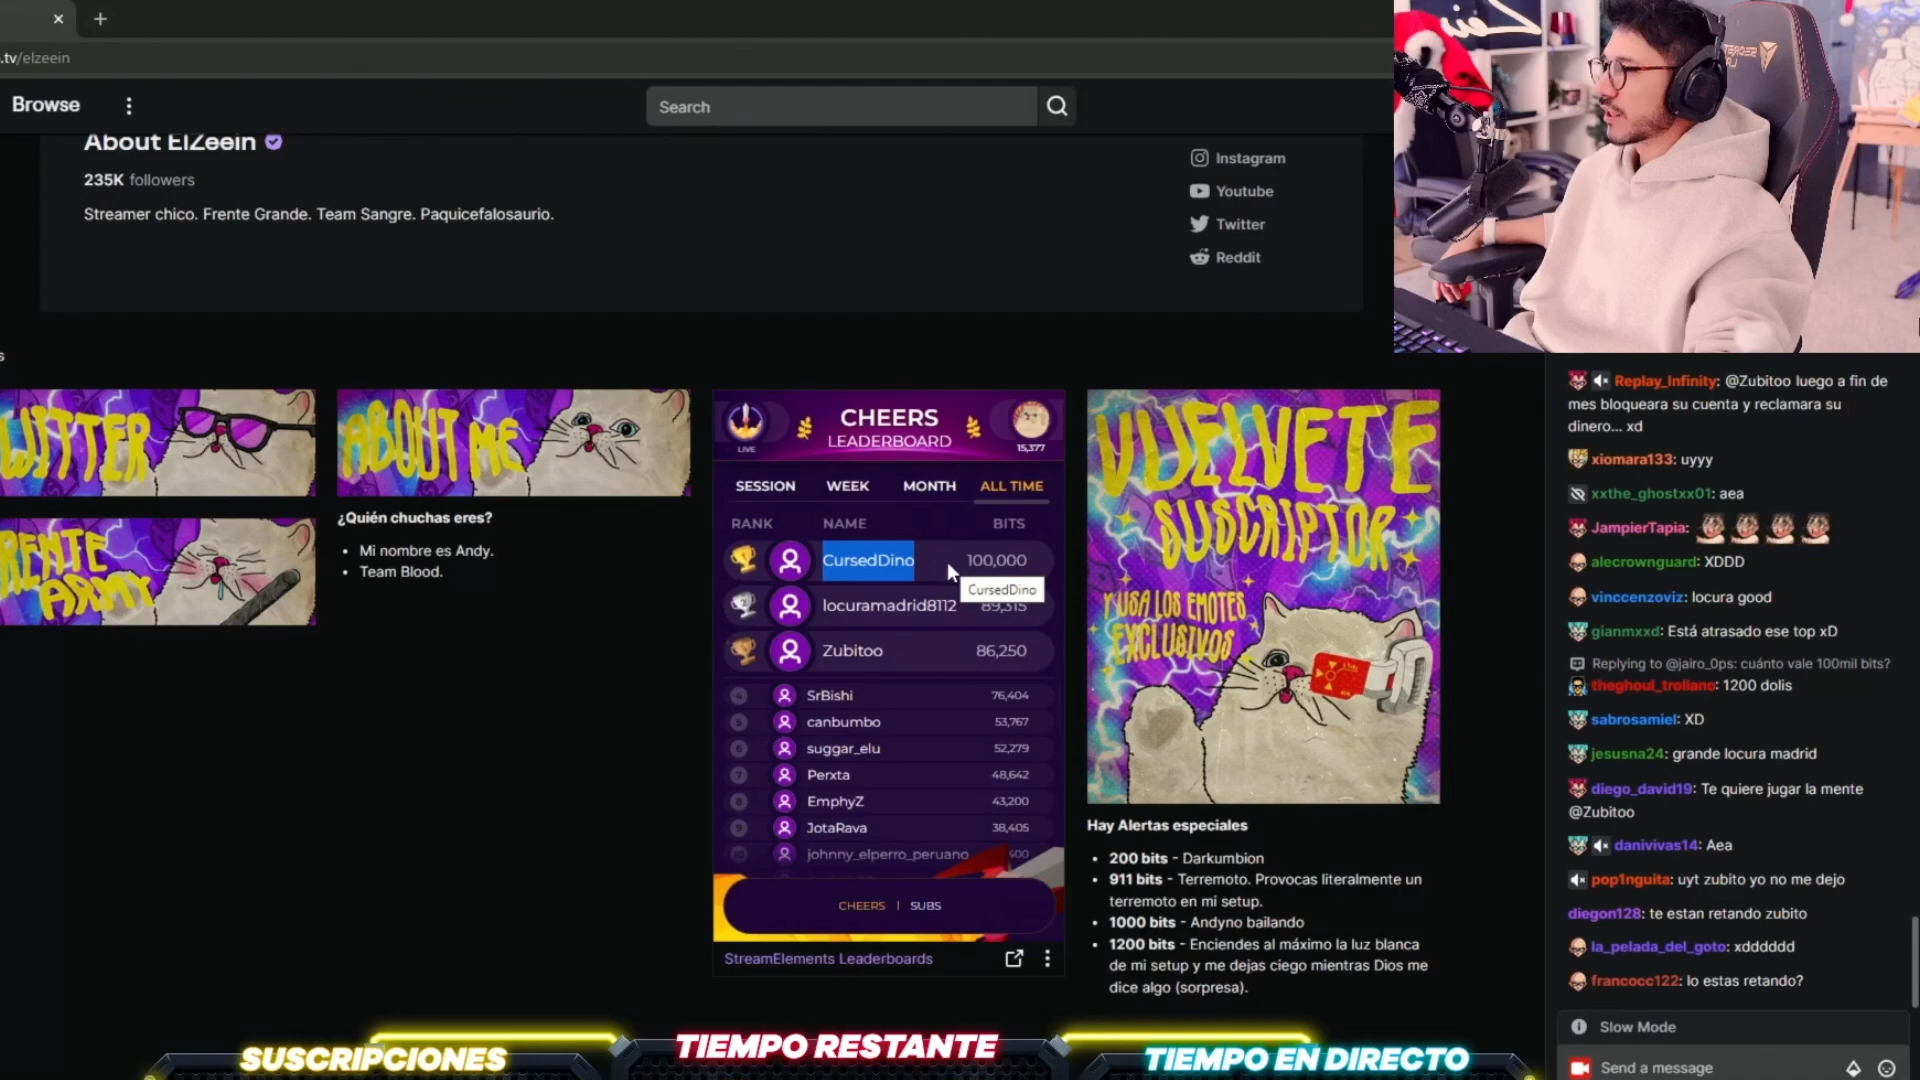 .tv/elzeein
Browse
Search
About ElZeein
235K followers
Streamer chico. Frente Grande. Team Sangre. Paquicefalosaurio.
Instagram
Youtube
Twitter
Reddit
s
ABOUT ME
¿Quién chuchas eres?
• Mi nombre es Andy.
• Team Blood.
ARMY
LIVE
CHEERS
LEADERBOARD
15,377
SESSION WEEK MONTH ALL TIME
RANK NAME BITS
CursedDino 100,000
CursedDino
locuramadrid8112 89,315
Zubitoo 86,250
4 SrBishi 76,404
5 canbumbo 53,767
6 suggar_elu 52,279
7 Perxta 48,642
8 EmphyZ 43,200
9 JotaRava 38,405
10 johnny_elperro_peruano
CHEERS | SUBS
StreamElements Leaderboards
VUELVETE
SUSCRIPTOR
Y USA LOS EMOTES
EXCLUSIVOS
Hay Alertas especiales
• 200 bits - Darkumbion
• 911 bits - Terremoto. Provocas literalmente un
terremoto en mi setup.
• 1000 bits - Andyno bailando
• 1200 bits - Enciendes al máximo la luz blanca
de mi setup y me dejas ciego mientras Dios me
dice algo (sorpresa).
Replay_Infinity: @Zubitoo luego a fin de
mes bloqueara su cuenta y reclamara su
dinero... xd
xiomara133: uyyy
xxthe_ghostxx01: aea
JampierTapia:
alecrownguard: XDDD
vinccenzoviz: locura good
gianmxxd: Está atrasado ese top xD
Replying to @jairo_0ps: cuánto vale 100mil bits?
theghoul_trollano: 1200 dolis
sabrosamiel: XD
jesusna24: grande locura madrid
diego_david19: Te quiere jugar la mente
@Zubitoo
danivivas14: Aea
pop1nguita: uyt zubito yo no me dejo
diegon128: te estan retando zubito
la_pelada_del_goto: xdddddd
francocc122: lo estas retando?
Slow Mode
Send a message
SUSCRIPCIONES
TIEMPO RESTANTE
TIEMPO EN DIRECTO